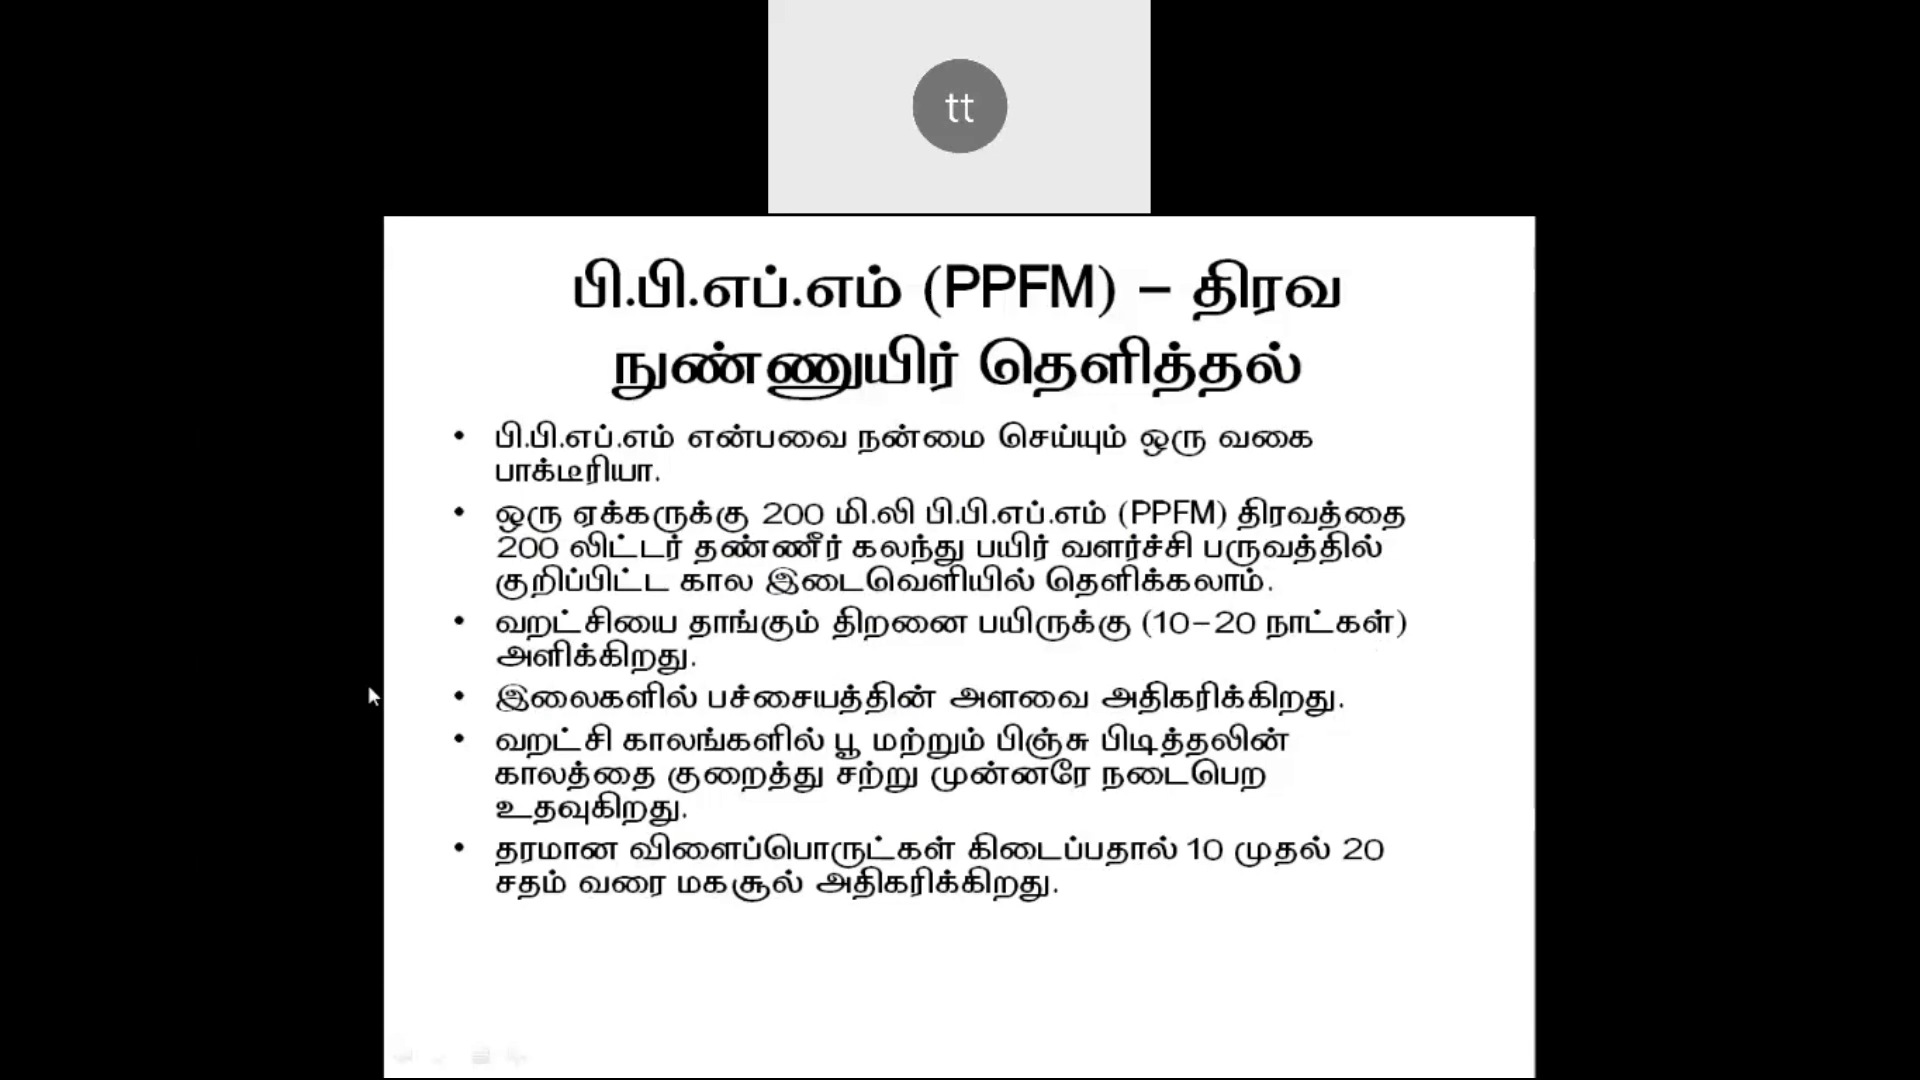 tt
பி.பி.எப்.எம் (PPFM) – திரவ
நுண்ணுயிர் தெளித்தல்
• பி.பி.எப்.எம் என்பவை நன்மை செய்யும் ஒரு வகை
பாக்டீரியா.
• ஒரு ஏக்கருக்கு 200 மி.லி பி.பி.எப்.எம் (PPFM) திரவத்தை
200 லிட்டர் தண்ணீர் கலந்து பயிர் வளர்ச்சி பருவத்தில்
குறிப்பிட்ட கால இடைவெளியில் தெளிக்கலாம்.
• வறட்சியை தாங்கும் திறனை பயிருக்கு (10–20 நாட்கள்)
அளிக்கிறது.
• இலைகளில் பச்சையத்தின் அளவை அதிகரிக்கிறது.
• வறட்சி காலங்களில் பூ மற்றும் பிஞ்சு பிடித்தலின்
காலத்தை குறைத்து சற்று முன்னரே நடைபெற
உதவுகிறது.
• தரமான விளைப்பொருட்கள் கிடைப்பதால் 10 முதல் 20
சதம் வரை மகசூல் அதிகரிக்கிறது.